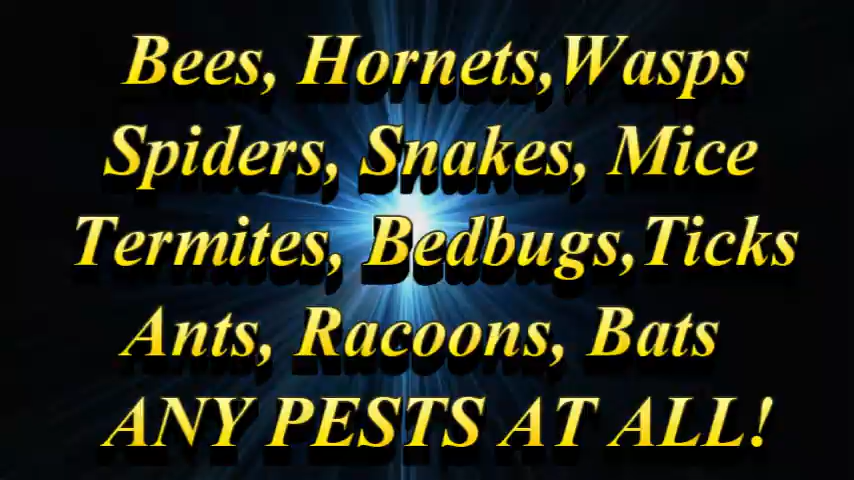 Bees, Hornets,Wasps
Spiders, Snakes, Mice
Termites, Bedbugs,Ticks
Ants, Racoons, Bats
ANY PESTS AT ALL!